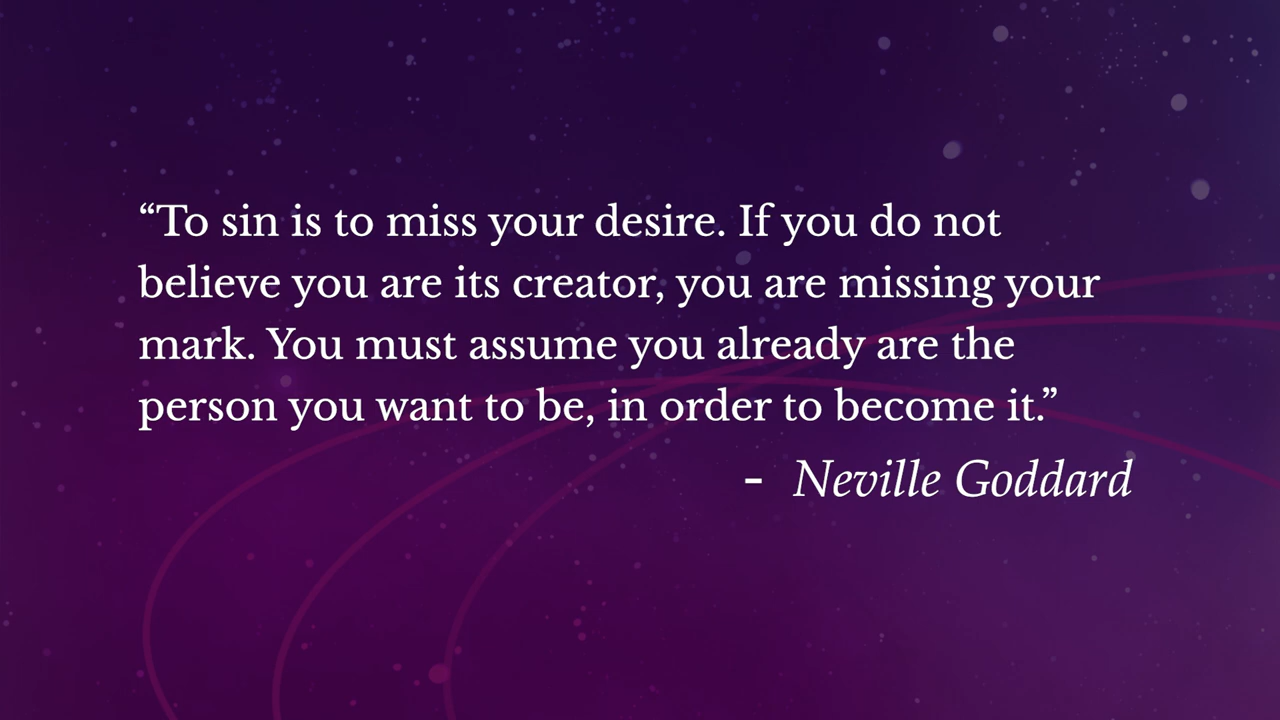 “To sin is to miss your desire. If you do not
believe you are its creator, you are missing your
mark. You must assume you already are the
person you want to be, in order to become it.”
- Neville Goddard